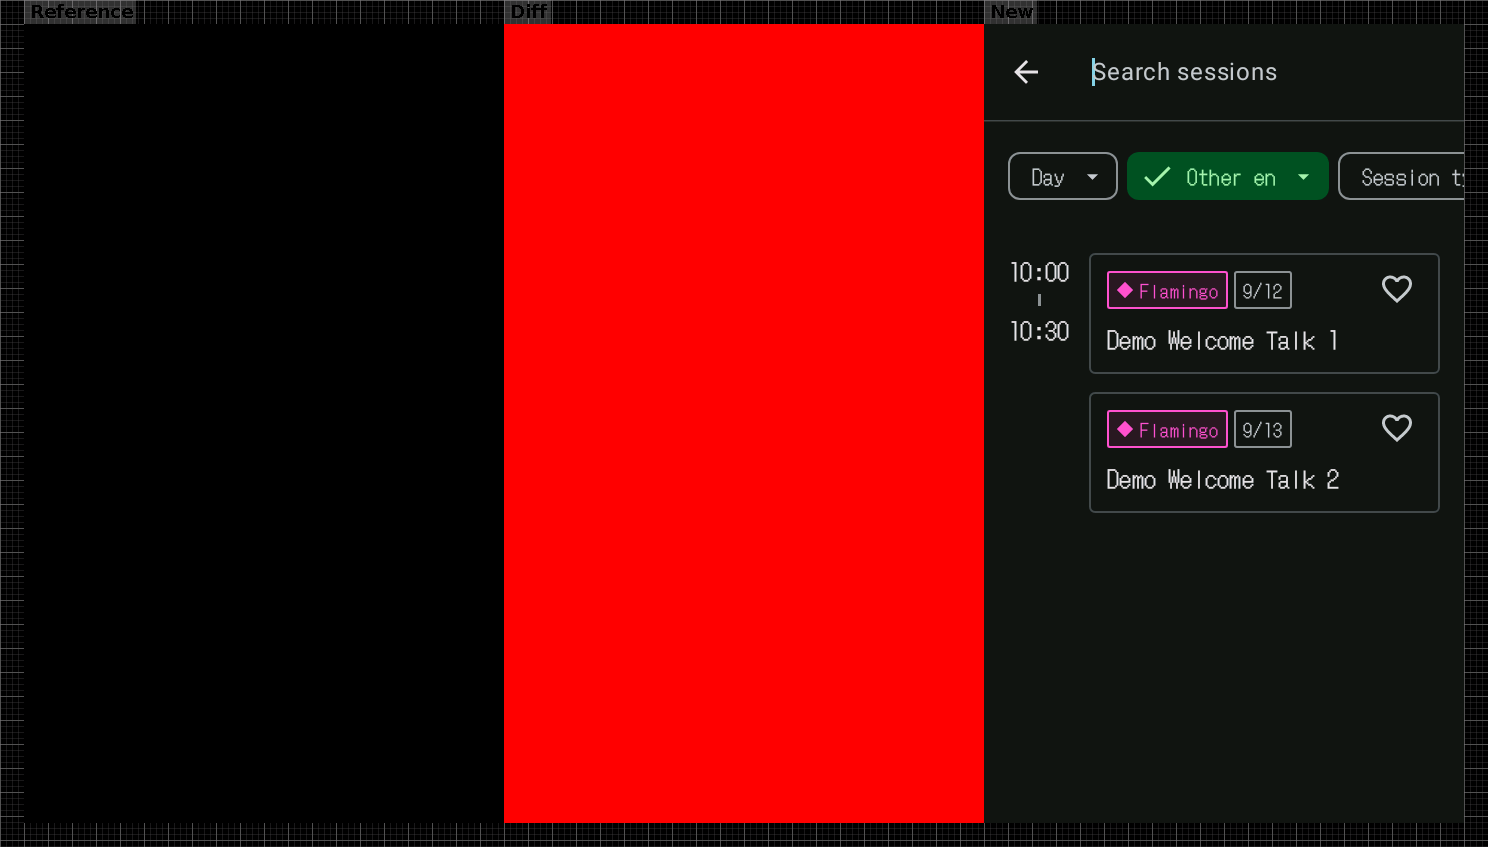 Reference
Diff
New
Search sessions
Day
Other en
Session
10:00
10:30
Flamingo 9/12
Demo Welcome Talk 1
Flamingo 9/13
Demo Welcome Talk 2